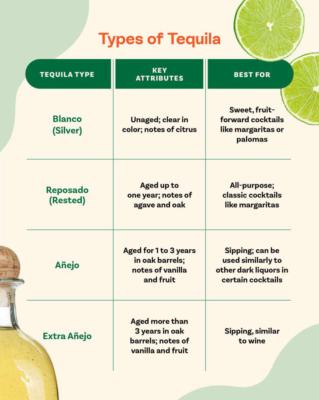 Types of Tequila
TEQUILA TYPE
KEY
ATTRIBUTES
BEST FOR
Blanco
(Silver)
Unaged; clear in
color; notes of citrus
Sweet, fruit-
forward cocktails
like margaritas or
palomas
Reposado
(Rested)
Aged up to
one year; notes of
agave and oak
All-purpose;
classic cocktails
like margaritas
Añejo
Aged for 1 to 3 years
in oak barrels;
notes of vanilla
and fruit
Sipping; can be
used similarly to
other dark liquors in
certain cocktails
Extra Añejo
Aged more than
3 years in oak
barrels; notes of
vanilla and fruit
Sipping, similar
to wine